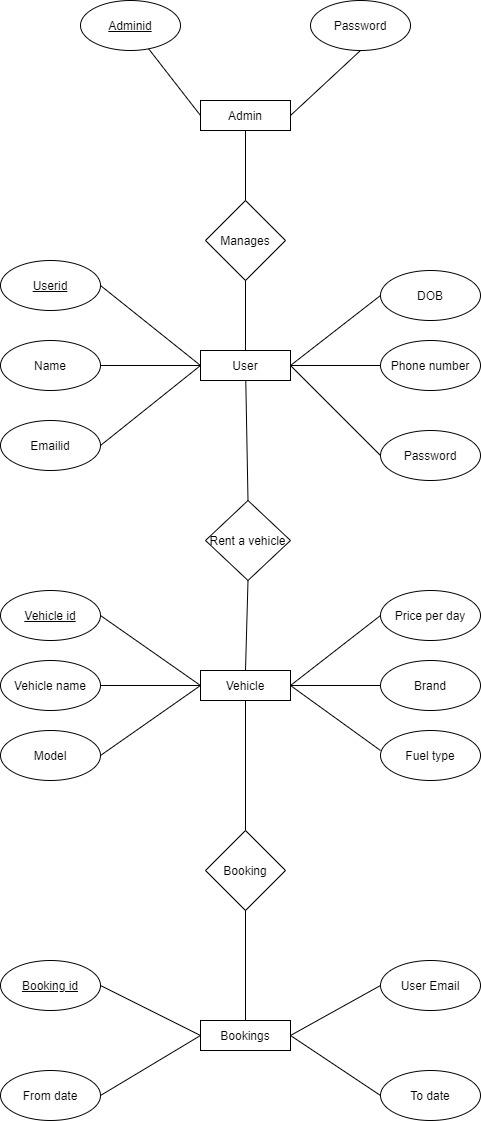 Adminid
Password
Admin
Manages
Userid
DOB
Name
User
Phone number
Emailid
Password
Rent a vehicle
Vehicle id
Price per day
Vehicle name
Vehicle
Brand
Model
Fuel type
Booking
Booking id
User Email
Bookings
From date
To date